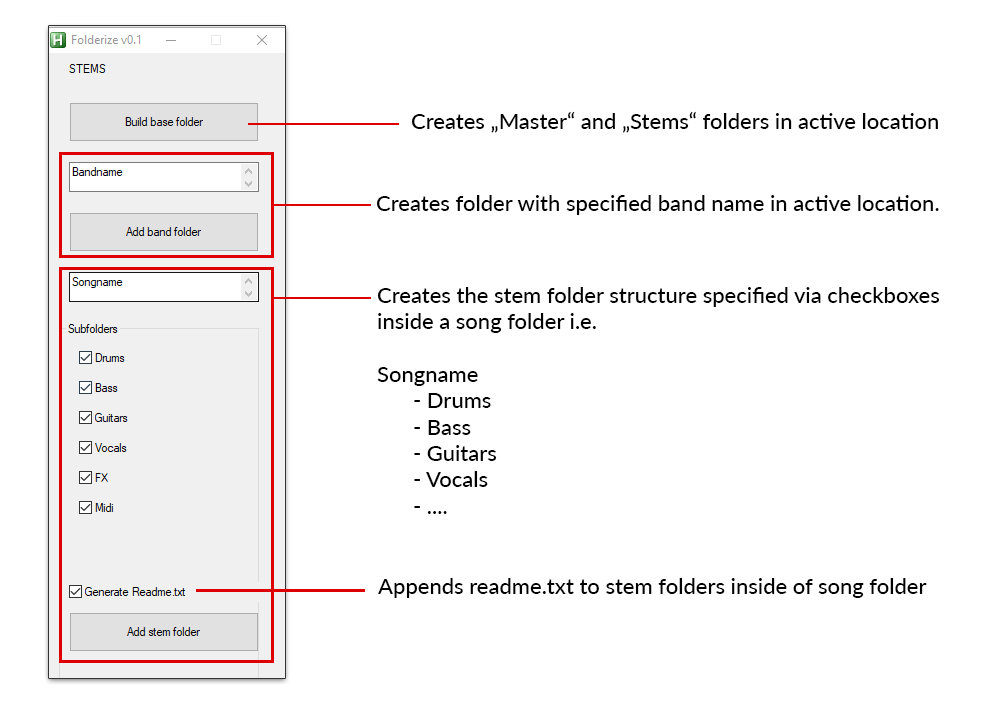 Folderize v0.1
STEMS
Build base folder
Creates „Master“ and „Stems“ folders in active location
Bandname
Creates folder with specified band name in active location.
Add band folder
Songname
Creates the stem folder structure specified via checkboxes
inside a song folder i.e.
Subfolders
Drums
Bass
Guitars
Vocals
FX
Midi
Songname
- Drums
- Bass
- Guitars
- Vocals
- ....
Generate Readme.txt
Appends readme.txt to stem folders inside of song folder
Add stem folder